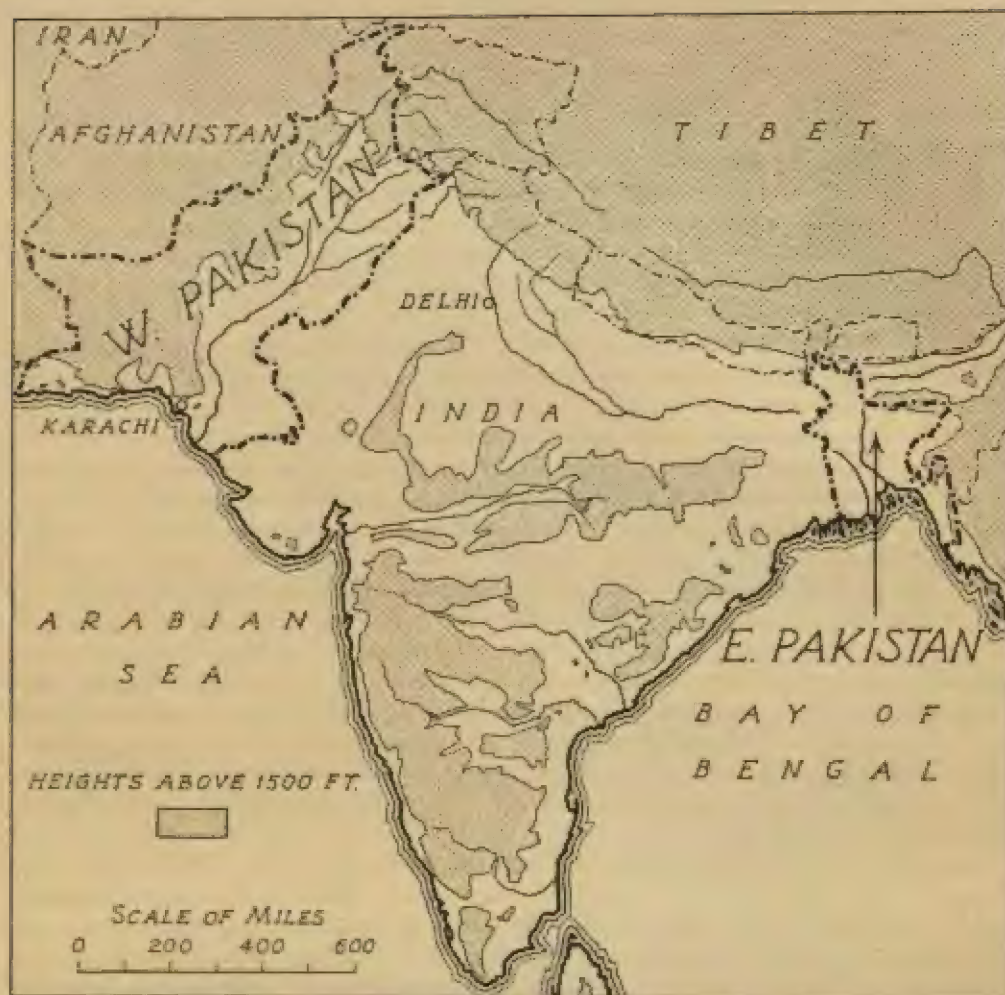 IRAN
AFGHANISTAN
TIBET
W. PAKISTAN
DELHI
KARACHI
INDIA
ARABIAN
SEA
E. PAKISTAN
BAY OF
BENGAL
HEIGHTS ABOVE 1500 FT.
SCALE OF MILES
0 200 400 600